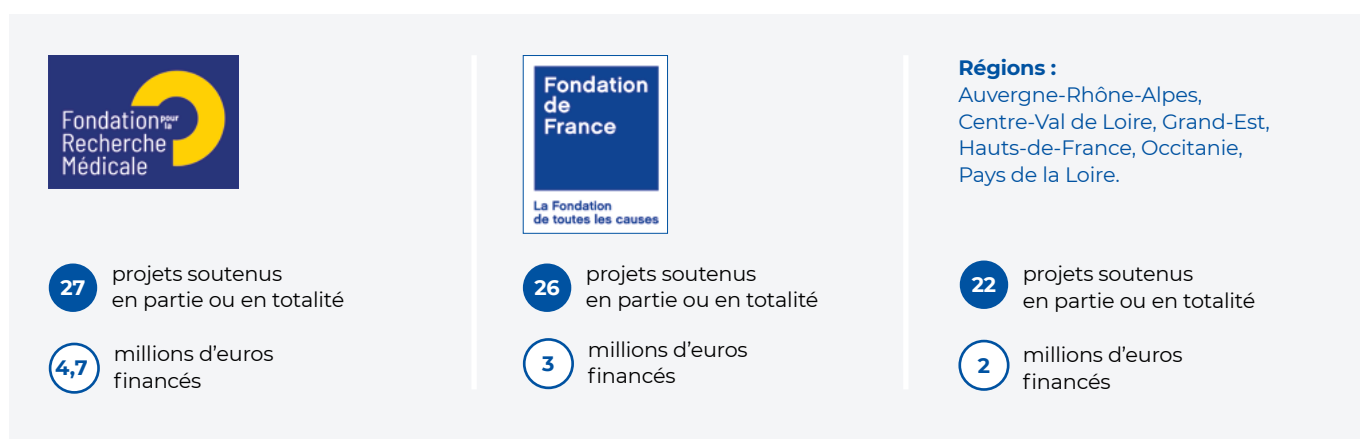 Fondation pour la
Recherche
Médicale
27
projets soutenus
en partie ou en totalité
4,7
millions d'euros
financés
Fondation
de
France
La Fondation
de toutes les causes
26
projets soutenus
en partie ou en totalité
3
millions d'euros
financés
Régions :
Auvergne-Rhône-Alpes,
Centre-Val de Loire, Grand-Est,
Hauts-de-France, Occitanie,
Pays de la Loire.
22
projets soutenus
en partie ou en totalité
2
millions d'euros
financés